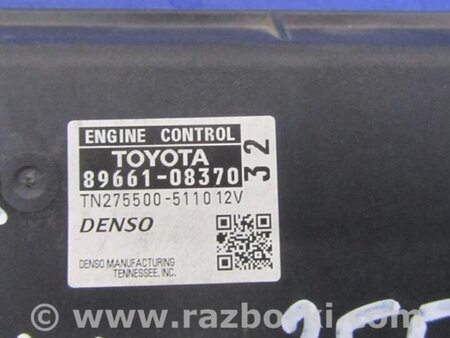 ENGINE CONTROL
TOYOTA
89661-08370
32
TN275500-5110 12V
DENSO
DENSO MANUFACTURING
TENNESSEE, INC.
www.razborki.com